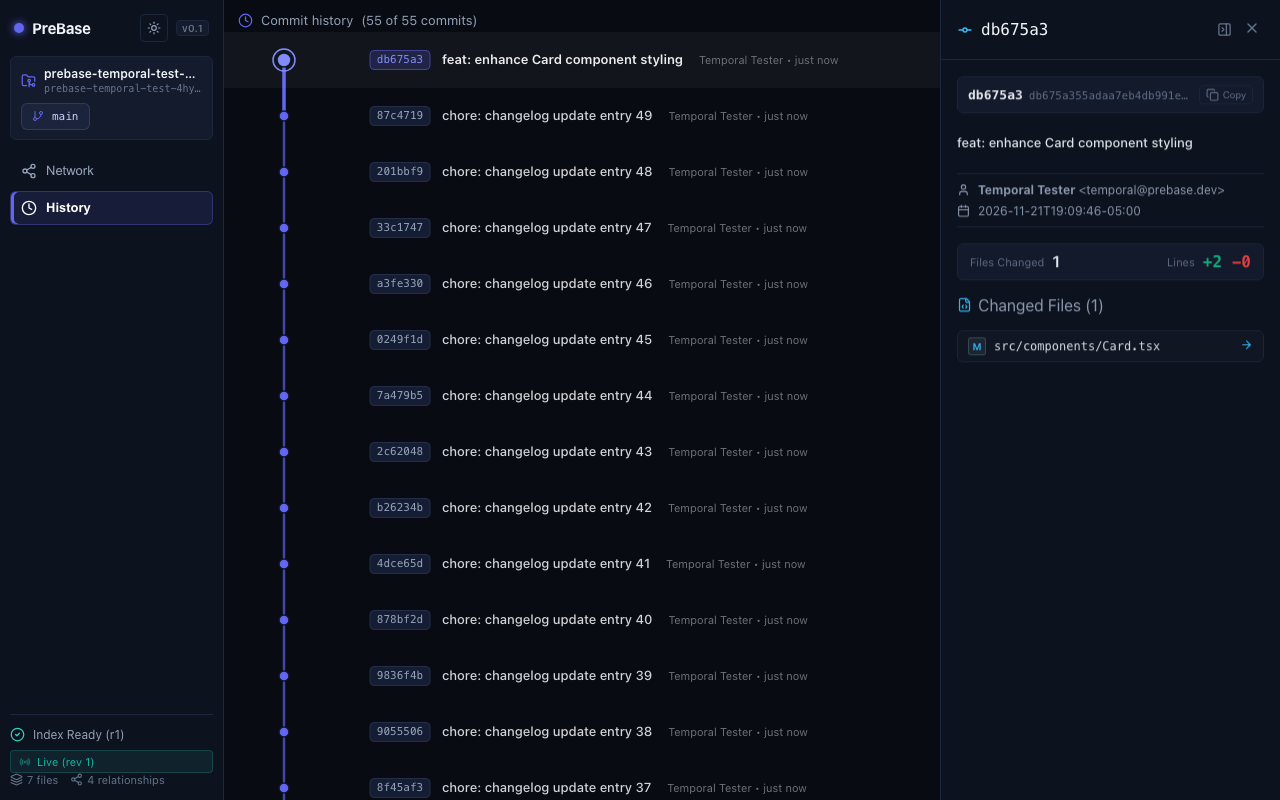 PreBase
v0.1
prebase-temporal-test-...
prebase-temporal-test-4hy…
main
Network
History
Index Ready (r1)
Live (rev 1)
7 files
4 relationships
Commit history (55 of 55 commits)
db675a3 feat: enhance Card component styling Temporal Tester • just now
87c4719 chore: changelog update entry 49 Temporal Tester • just now
201bbf9 chore: changelog update entry 48 Temporal Tester • just now
33c1747 chore: changelog update entry 47 Temporal Tester • just now
a3fe330 chore: changelog update entry 46 Temporal Tester • just now
0249f1d chore: changelog update entry 45 Temporal Tester • just now
7a479b5 chore: changelog update entry 44 Temporal Tester • just now
2c62048 chore: changelog update entry 43 Temporal Tester • just now
b26234b chore: changelog update entry 42 Temporal Tester • just now
4dce65d chore: changelog update entry 41 Temporal Tester • just now
878bf2d chore: changelog update entry 40 Temporal Tester • just now
9836f4b chore: changelog update entry 39 Temporal Tester • just now
9055506 chore: changelog update entry 38 Temporal Tester • just now
8f45af3 chore: changelog update entry 37 Temporal Tester • just now
db675a3
db675a3 db675a355adaa7eb4db991e… Copy
feat: enhance Card component styling
Temporal Tester <temporal@prebase.dev>
2026-11-21T19:09:46-05:00
Files Changed 1 Lines +2 −0
Changed Files (1)
M src/components/Card.tsx